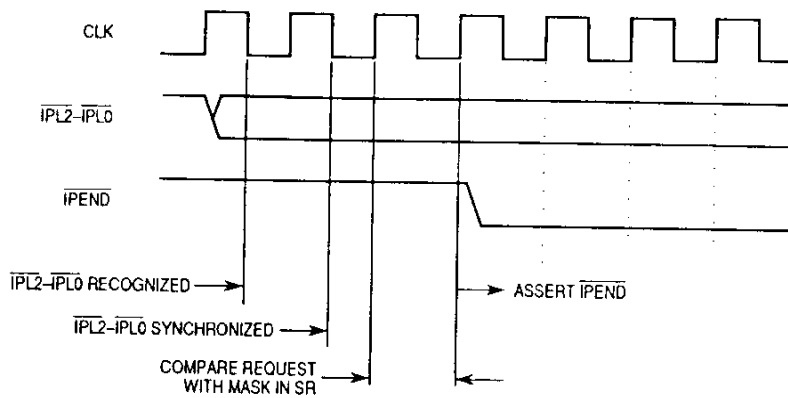 CLK
IPL2–IPL0
IPEND
IPL2–IPL0 RECOGNIZED
ASSERT IPEND
IPL2–IPL0 SYNCHRONIZED
COMPARE REQUEST
WITH MASK IN SR